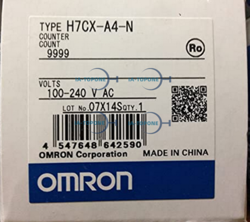 TYPE H7CX-A4-N
COUNTER
COUNT
9999
Ro
VOLTS
100-240 V AC
LOT No. 07X14S QTY. 1
4 547648 642590
OMRON Corporation
MADE IN CHINA
OMRON